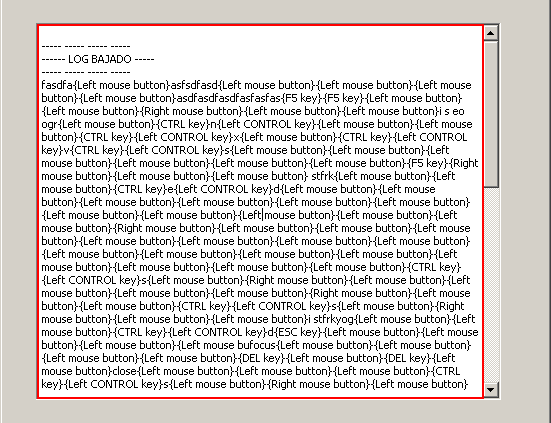 ----- ----- ----- -----
------ LOG BAJADO -----
----- ----- ----- -----
fasdfa{Left mouse button}asfsdfasd{Left mouse button}{Left mouse button}{Left mouse
button}{Left mouse button}asdfasdfasdfasfasfas{F5 key}{F5 key}{Left mouse button}
{Left mouse button}{Right mouse button}{Left mouse button}{Left mouse button}i s eo
ogr{Left mouse button}{CTRL key}n{Left CONTROL key}{Left mouse button}{Left mouse
button}{CTRL key}{Left CONTROL key}x{Left mouse button}{CTRL key}{Left CONTROL
key}v{CTRL key}{Left CONTROL key}s{Left mouse button}{Left mouse button}{Left
mouse button}{Left mouse button}{Left mouse button}{Left mouse button}{F5 key}{Right
mouse button}{Left mouse button}{Left mouse button} stfrk{Left mouse button}{Left
mouse button}{CTRL key}e{Left CONTROL key}d{Left mouse button}{Left mouse
button}{Left mouse button}{Left mouse button}{Left mouse button}{Left mouse button}
{Left mouse button}{Left mouse button}{Left mouse button}{Left mouse button}{Left
mouse button}{Right mouse button}{Left mouse button}{Left mouse button}{Left mouse
button}{Left mouse button}{Left mouse button}{Left mouse button}{Left mouse button}
{Left mouse button}{Left mouse button}{Left mouse button}{Left mouse button}{Left
mouse button}{Left mouse button}{Left mouse button}{Left mouse button}{CTRL key}
{Left CONTROL key}s{Left mouse button}{Right mouse button}{Left mouse button}{Left
mouse button}{Left mouse button}{Left mouse button}{Right mouse button}{Left mouse
button}{Left mouse button}{CTRL key}{Left CONTROL key}s{Left mouse button}{Right
mouse button}{Left mouse button}{Left mouse button}i stfrkyog{Left mouse button}{Left
mouse button}{CTRL key}{Left CONTROL key}d{ESC key}{Left mouse button}{Left mouse
button}{Left mouse button}{Left mouse bufocus{Left mouse button}{Left mouse button}
{Left mouse button}{Left mouse button}{DEL key}{Left mouse button}{DEL key}{Left
mouse button}close{Left mouse button}{Left mouse button}{Left mouse button}{CTRL
key}{Left CONTROL key}s{Left mouse button}{Right mouse button}{Left mouse button}